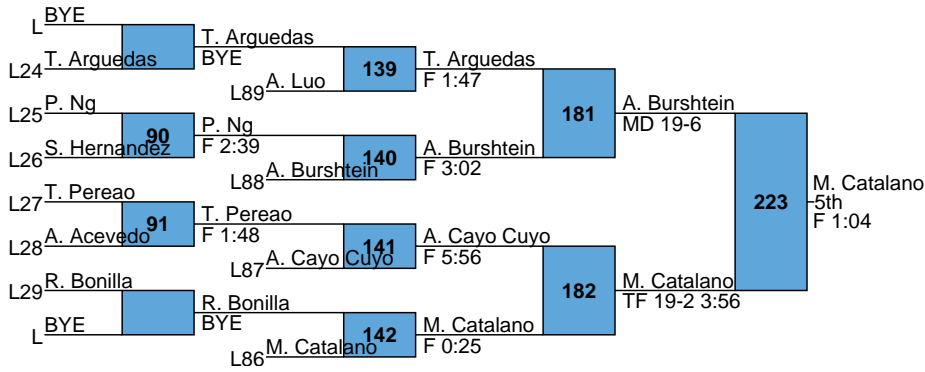 L BYE
L24 T. Arguedas
T. Arguedas
BYE
L89 A. Luo
139
T. Arguedas
F 1:47
L25 P. Ng
90
L26 S. Hernandez
P. Ng
F 2:39
L88 A. Burshtein
140
A. Burshtein
F 3:02
181
A. Burshtein
MD 19-6
L27 T. Pereao
91
L28 A. Acevedo
T. Pereao
F 1:48
L87 A. Cayo Cuyo
141
A. Cayo Cuyo
F 5:56
L29 R. Bonilla
L BYE
R. Bonilla
BYE
L86 M. Catalano
142
M. Catalano
F 0:25
182
M. Catalano
TF 19-2 3:56
223
M. Catalano
5th
F 1:04